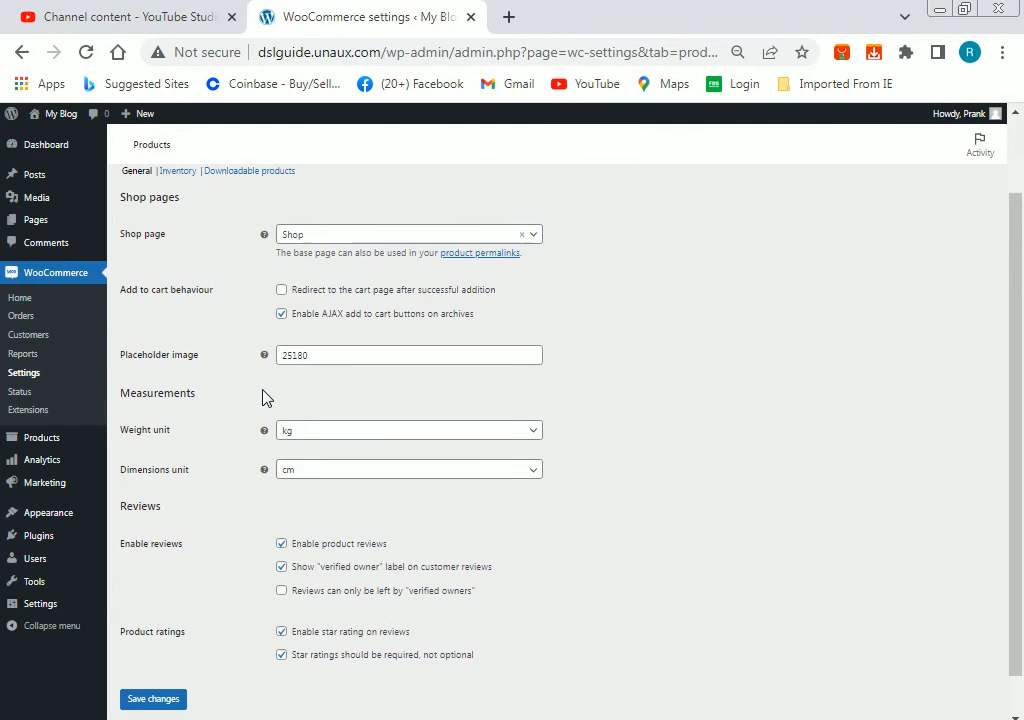 Channel content - YouTube Studi
WooCommerce settings ‹ My Blo
Not secure
dslguide.unaux.com/wp-admin/admin.php?page=wc-settings&tab=prod...
R
Apps
Suggested Sites
Coinbase - Buy/Sell...
(20+) Facebook
Gmail
YouTube
Maps
Login
Imported From IE
My Blog
0
New
Howdy, Prank
Dashboard
Posts
Media
Pages
Comments
WooCommerce
Home
Orders
Customers
Reports
Settings
Status
Extensions
Products
Analytics
Marketing
Appearance
Plugins
Users
Tools
Settings
Collapse menu
Products
Activity
General | Inventory | Downloadable products
Shop pages
Shop page
Shop
The base page can also be used in your product permalinks.
Add to cart behaviour
Redirect to the cart page after successful addition
Enable AJAX add to cart buttons on archives
Placeholder image
25180
Measurements
Weight unit
kg
Dimensions unit
cm
Reviews
Enable reviews
Enable product reviews
Show "verified owner" label on customer reviews
Reviews can only be left by "verified owners"
Product ratings
Enable star rating on reviews
Star ratings should be required, not optional
Save changes